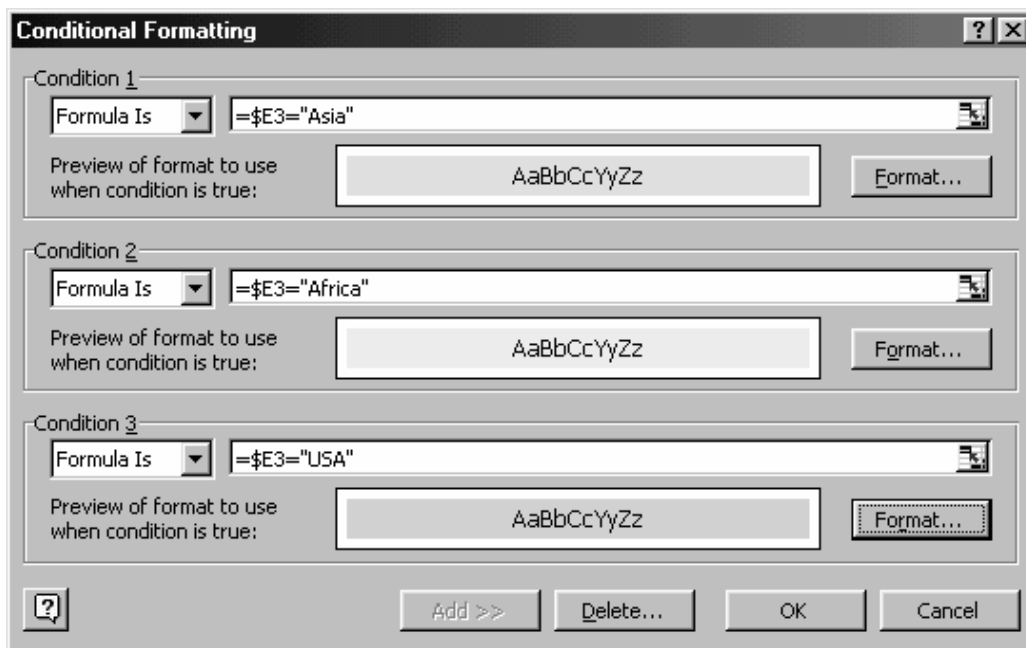 Conditional Formatting
Condition 1
Formula Is =$E3="Asia"
Preview of format to use
when condition is true:
AaBbCcYyZz
Format...
Condition 2
Formula Is =$E3="Africa"
Preview of format to use
when condition is true:
AaBbCcYyZz
Format...
Condition 3
Formula Is =$E3="USA"
Preview of format to use
when condition is true:
AaBbCcYyZz
Format...
Add >> Delete... OK Cancel